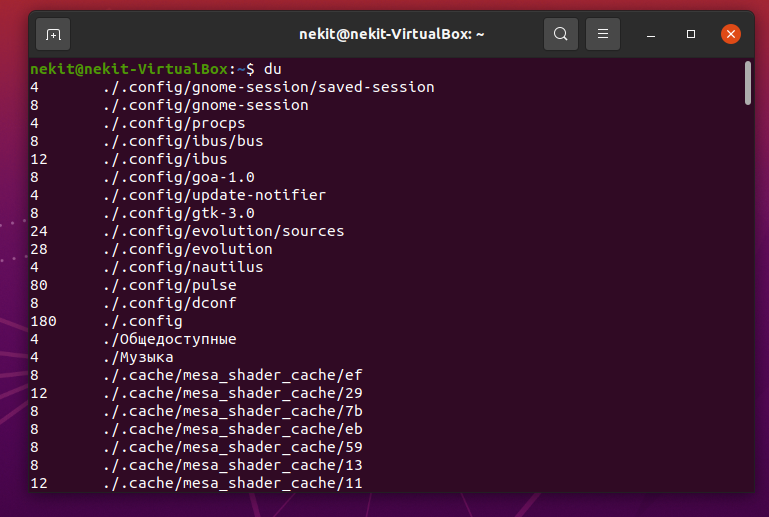 nekit@nekit-VirtualBox: ~
nekit@nekit-VirtualBox:~$ du
4 ./.config/gnome-session/saved-session
8 ./.config/gnome-session
4 ./.config/procps
8 ./.config/ibus/bus
12 ./.config/ibus
8 ./.config/goa-1.0
4 ./.config/update-notifier
8 ./.config/gtk-3.0
24 ./.config/evolution/sources
28 ./.config/evolution
4 ./.config/nautilus
80 ./.config/pulse
8 ./.config/dconf
180 ./.config
4 ./Общедоступные
4 ./Музыка
8 ./.cache/mesa_shader_cache/ef
12 ./.cache/mesa_shader_cache/29
8 ./.cache/mesa_shader_cache/7b
8 ./.cache/mesa_shader_cache/eb
8 ./.cache/mesa_shader_cache/59
8 ./.cache/mesa_shader_cache/13
12 ./.cache/mesa_shader_cache/11